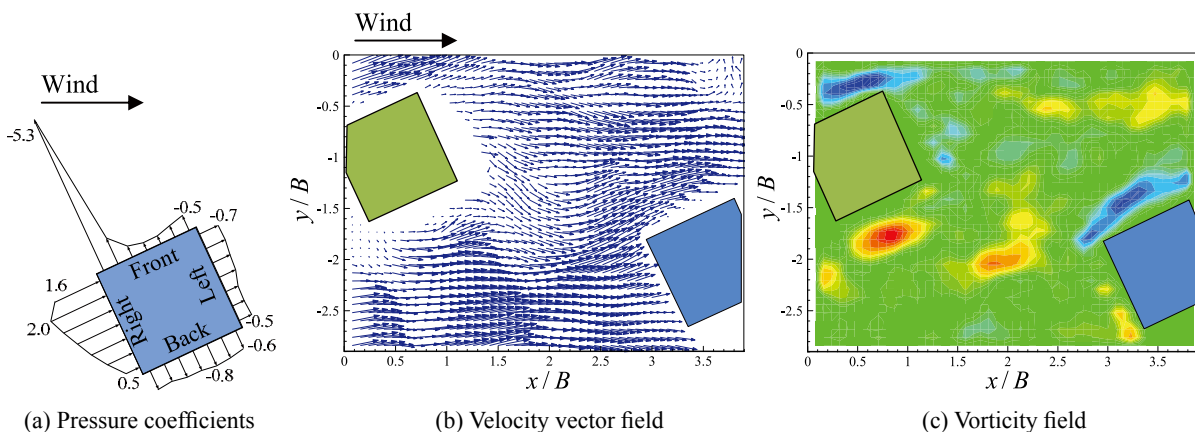 Wind
-5.3
-0.5
-0.7
Front
1.6
Right
Left
2.0
Back
-0.5
-0.6
0.5
-0.8
(a) Pressure coefficients
Wind
0
-0.5
-1
-1.5
-2
-2.5
y / B
0 0.5 1 1.5 2 2.5 3 3.5
x / B
(b) Velocity vector field
0
-0.5
-1
-1.5
-2
-2.5
y / B
0 0.5 1 1.5 2 2.5 3 3.5
x / B
(c) Vorticity field